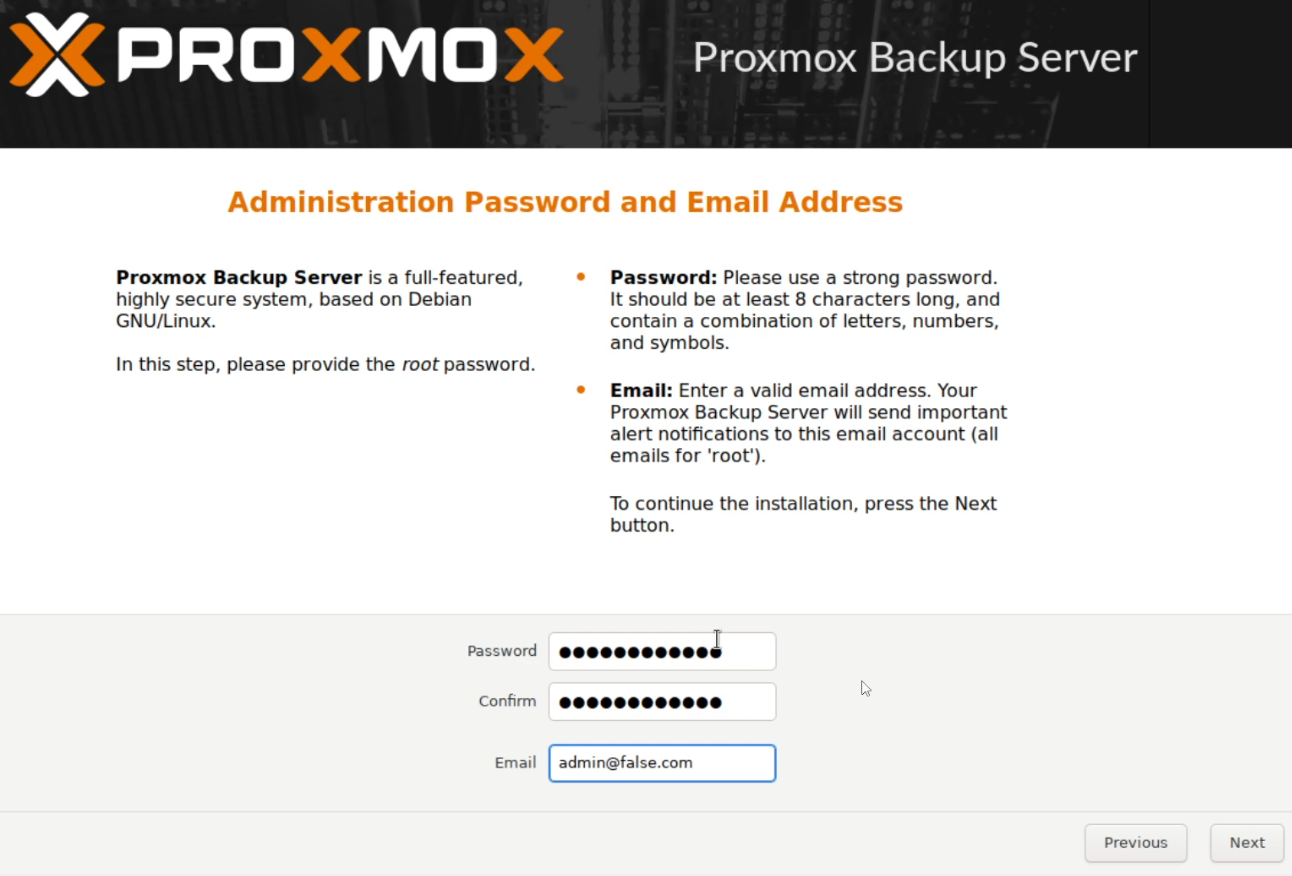 PROXMOX
Proxmox Backup Server
LL
Administration Password and Email Address
Proxmox Backup Server is a full-featured,
highly secure system, based on Debian
GNU/Linux.
In this step, please provide the root password.
Password: Please use a strong password.
It should be at least 8 characters long, and
contain a combination of letters, numbers,
and symbols.
Email: Enter a valid email address. Your
Proxmox Backup Server will send important
alert notifications to this email account (all
emails for 'root').
To continue the installation, press the Next
button.
Password ●●●●●●●●●●●●
Confirm ●●●●●●●●●●●●
Email admin@false.com
Previous Next